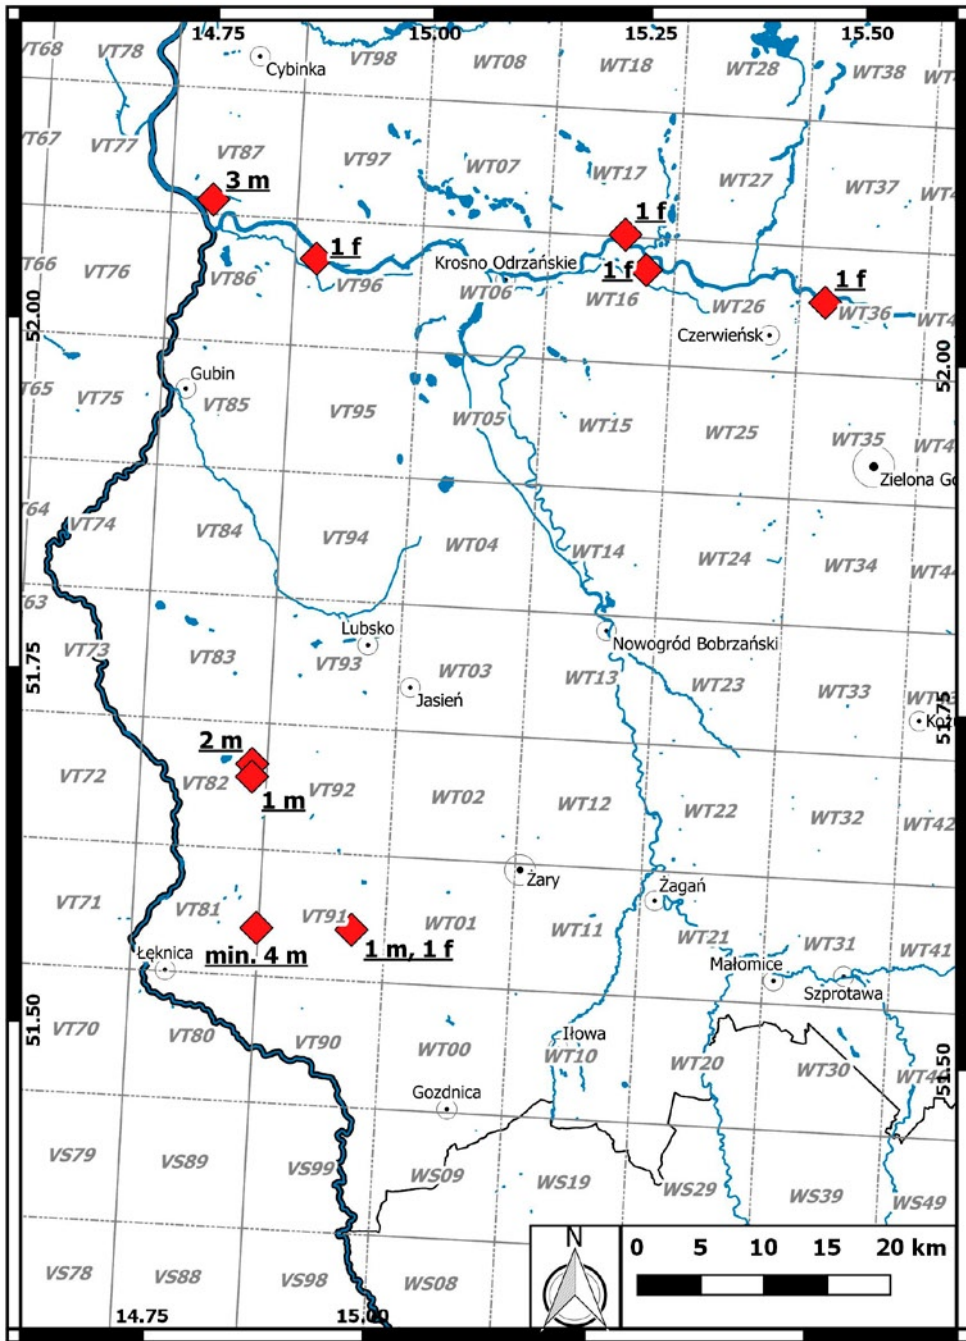 14.75 15.00 15.25 15.50
VT68 VT78 VT98 WT08 WT18 WT28 WT38
Cybinka
VT67 VT77 VT87 VT97 WT07 WT17 WT27 WT37
3 m
1 f
1 f
1 f
1 f
Krosno Odrzańskie
VT76 VT86 VT96 WT06 WT16 WT26 WT36
Czerwieńsk
52.00
52.00
Gubin
VT75 VT85 VT95 WT05 WT15 WT25 WT35
Zielona Gó
VT74 VT84 VT94 WT04 WT14 WT24 WT34
Lubsko
Nowogród Bobrzański
VT73 VT83 VT93 WT03 WT13 WT23 WT33
Jasień
51.75
51.75
2 m
1 m
VT72 VT82 VT92 WT02 WT12 WT22 WT32 WT42
Żary
Żagań
VT71 VT81 VT91 WT01 WT11 WT21 WT31 WT41
min. 4 m
1 m, 1 f
Łęknica
Małomice
Szprotawa
51.50
51.50
Iłowa
VT70 VT80 VT90 WT00 WT10 WT20 WT30 WT40
Gozdnica
VS79 VS89 VS99 WS09 WS19 WS29 WS39 WS49
VS78 VS88 VS98 WS08
N
0 5 10 15 20 km
14.75 15.00